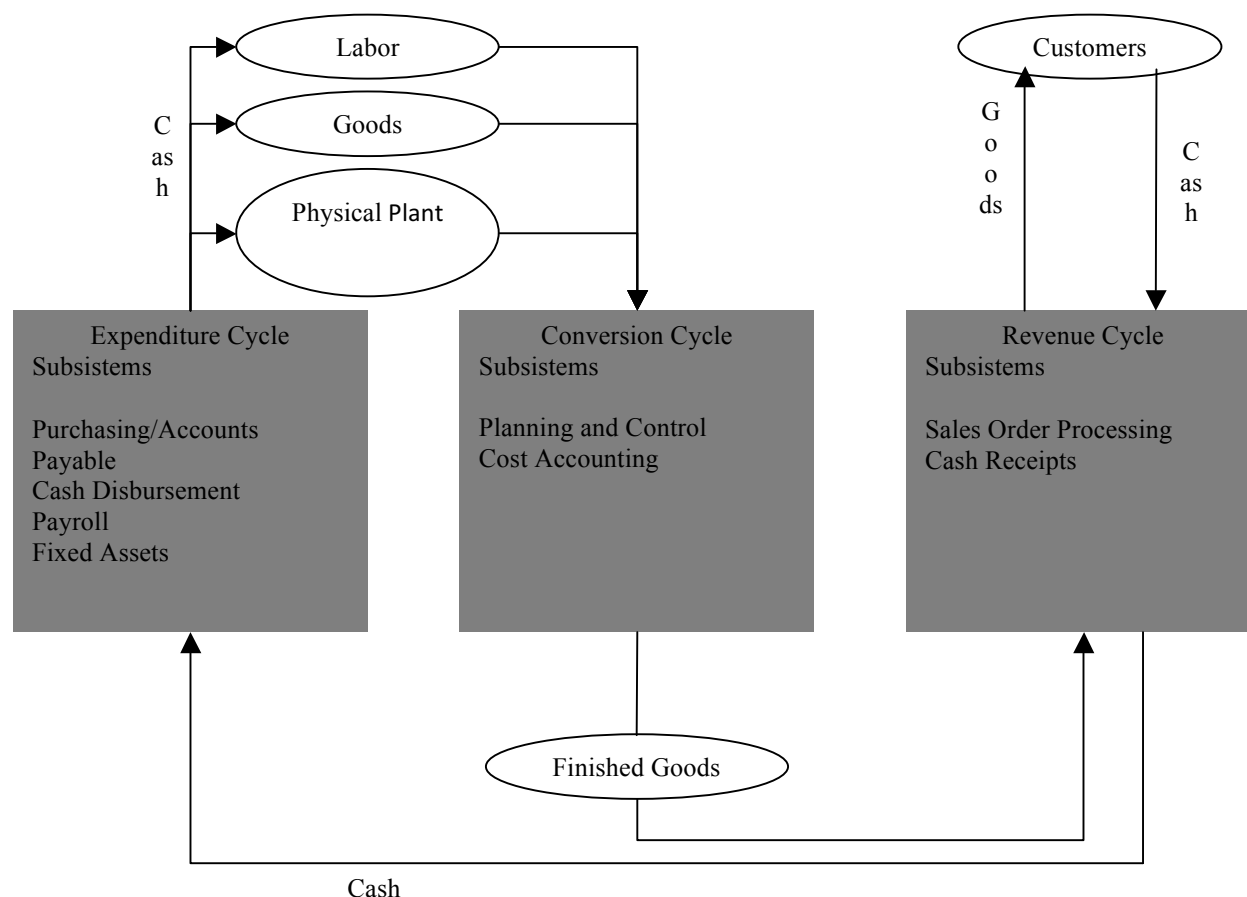 Labor
Customers
Goods
C
as
h
G
o
o
ds
C
as
h
Physical Plant
Expenditure Cycle
Subsistems
Purchasing/Accounts
Payable
Cash Disbursement
Payroll
Fixed Assets
Conversion Cycle
Subsistems
Planning and Control
Cost Accounting
Revenue Cycle
Subsistems
Sales Order Processing
Cash Receipts
Finished Goods
Cash